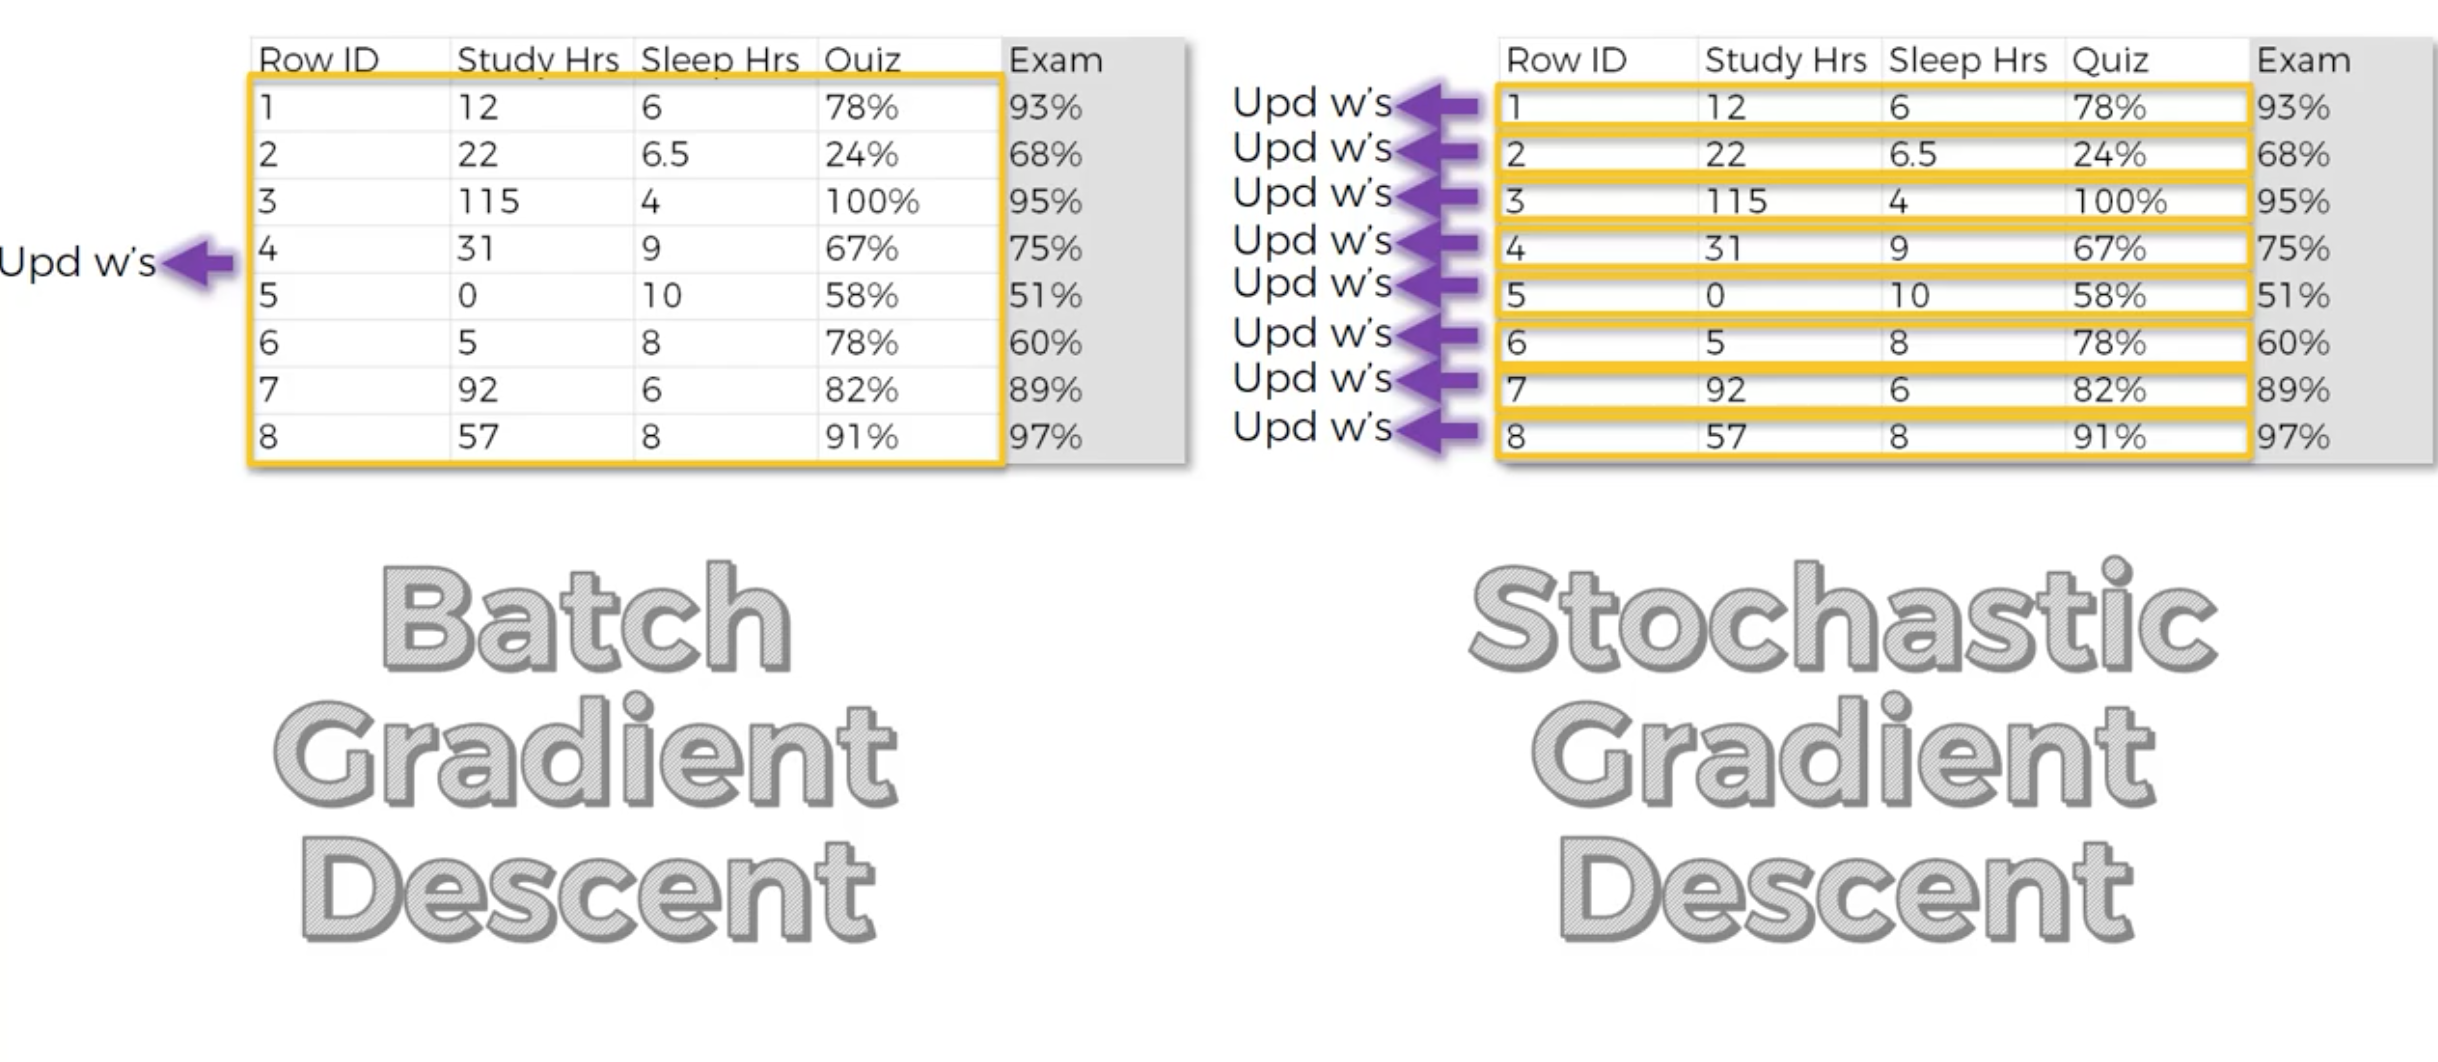 Row ID Study Hrs Sleep Hrs Quiz Exam
1 12 6 78% 93%
2 22 6.5 24% 68%
3 115 4 100% 95%
Upd w's 4 31 9 67% 75%
5 0 10 58% 51%
6 5 8 78% 60%
7 92 6 82% 89%
8 57 8 91% 97%
Batch
Gradient
Descent
Row ID Study Hrs Sleep Hrs Quiz Exam
Upd w's 1 12 6 78% 93%
Upd w's 2 22 6.5 24% 68%
Upd w's 3 115 4 100% 95%
Upd w's 4 31 9 67% 75%
Upd w's 5 0 10 58% 51%
Upd w's 6 5 8 78% 60%
Upd w's 7 92 6 82% 89%
Upd w's 8 57 8 91% 97%
Stochastic
Gradient
Descent